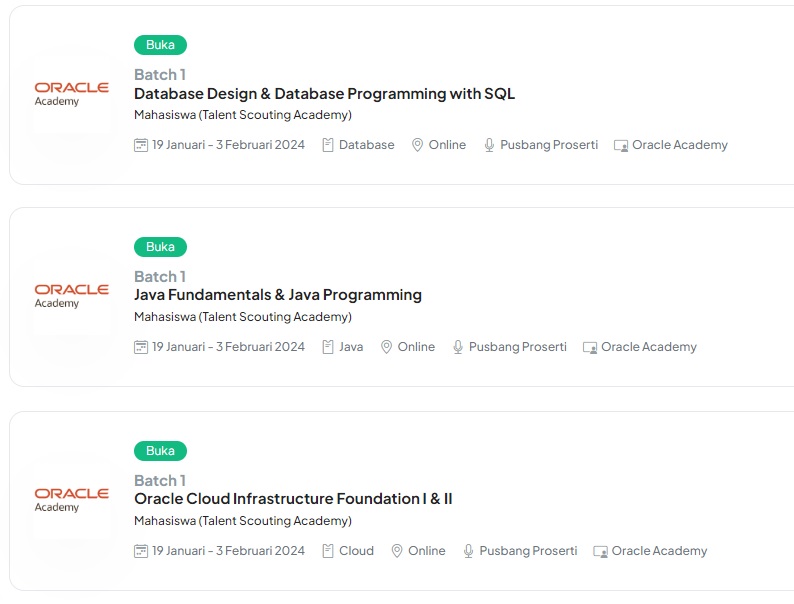 Buka
Batch 1
ORACLE
Academy
Database Design & Database Programming with SQL
Mahasiswa (Talent Scouting Academy)
19 Januari - 3 Februari 2024 Database Online Pusbang Proserti Oracle Academy
Buka
Batch 1
ORACLE
Academy
Java Fundamentals & Java Programming
Mahasiswa (Talent Scouting Academy)
19 Januari - 3 Februari 2024 Java Online Pusbang Proserti Oracle Academy
Buka
Batch 1
ORACLE
Academy
Oracle Cloud Infrastructure Foundation I & II
Mahasiswa (Talent Scouting Academy)
19 Januari - 3 Februari 2024 Cloud Online Pusbang Proserti Oracle Academy